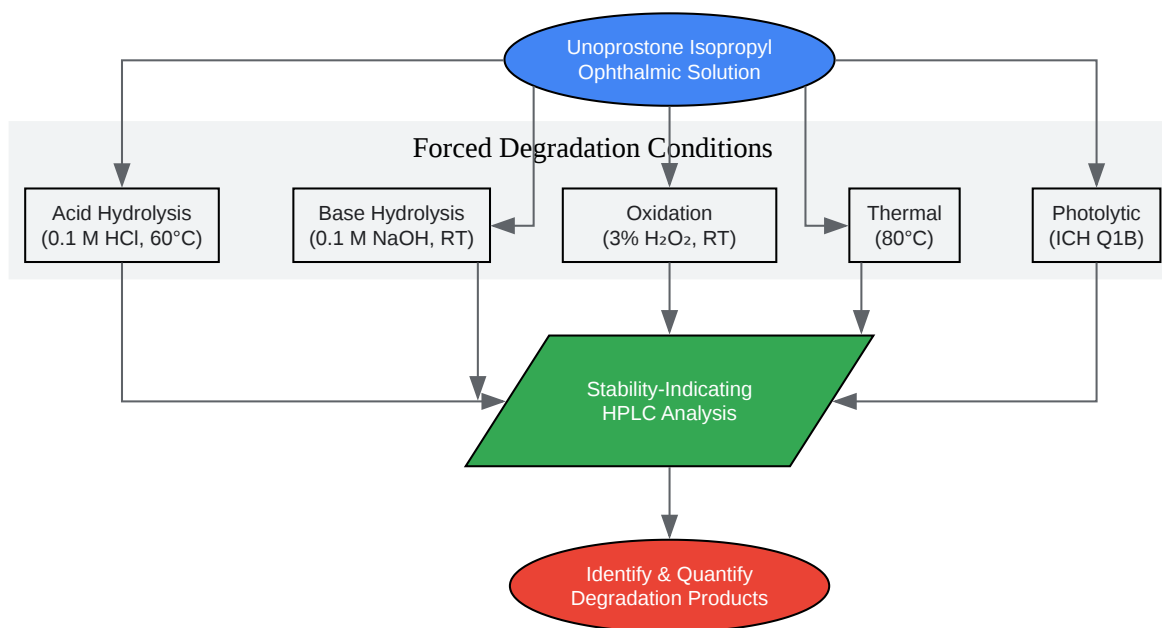 Unoprostone Isopropyl
Ophthalmic Solution
Forced Degradation Conditions
Acid Hydrolysis
(0.1 M HCl, 60°C)
Base Hydrolysis
(0.1 M NaOH, RT)
Oxidation
(3% H₂O₂, RT)
Thermal
(80°C)
Photolytic
(ICH Q1B)
Stability-Indicating
HPLC Analysis
Identify & Quantify
Degradation Products